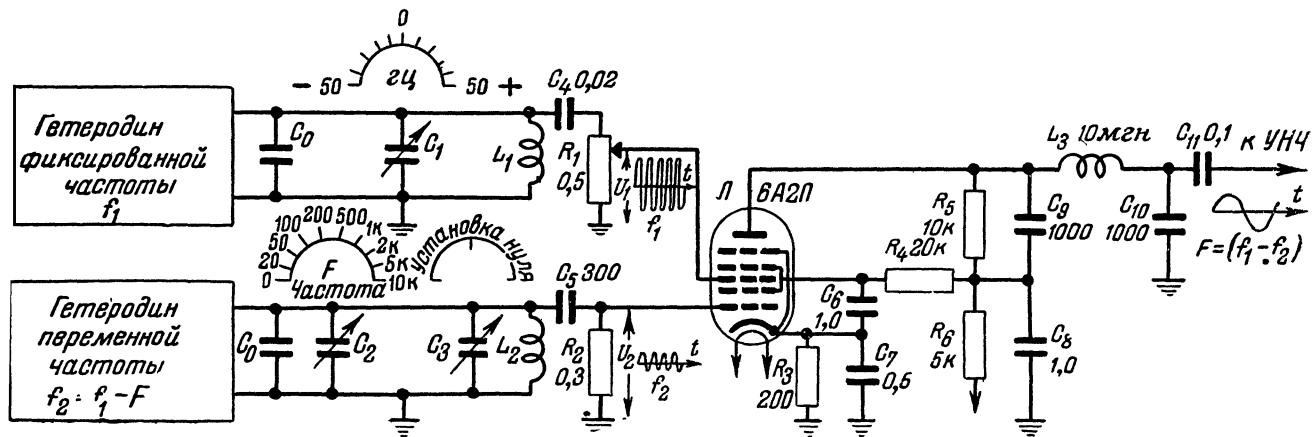 0
- 50
гц
50 +
Гетеродин
фиксированной
частоты
f1
C0
C1
L1
C4 0,02
R1
0,5
U1
t
f1
0
20
50
100
200
500
1к
2к
5к
10к
F
Частота
Установка нуля
Гетеродин
переменной
частоты
f2 = f1 - F
C0
C2
C3
L2
C5 300
R2
0,3
U2
t
f2
Л 6А2П
R3
200
C6
1,0
C7
0,5
R4 20к
R5
10к
R6
5к
C9
1000
C8
1,0
L3 10мгн
C10
1000
C11 0,1
к УНЧ
t
F=(f1-f2)